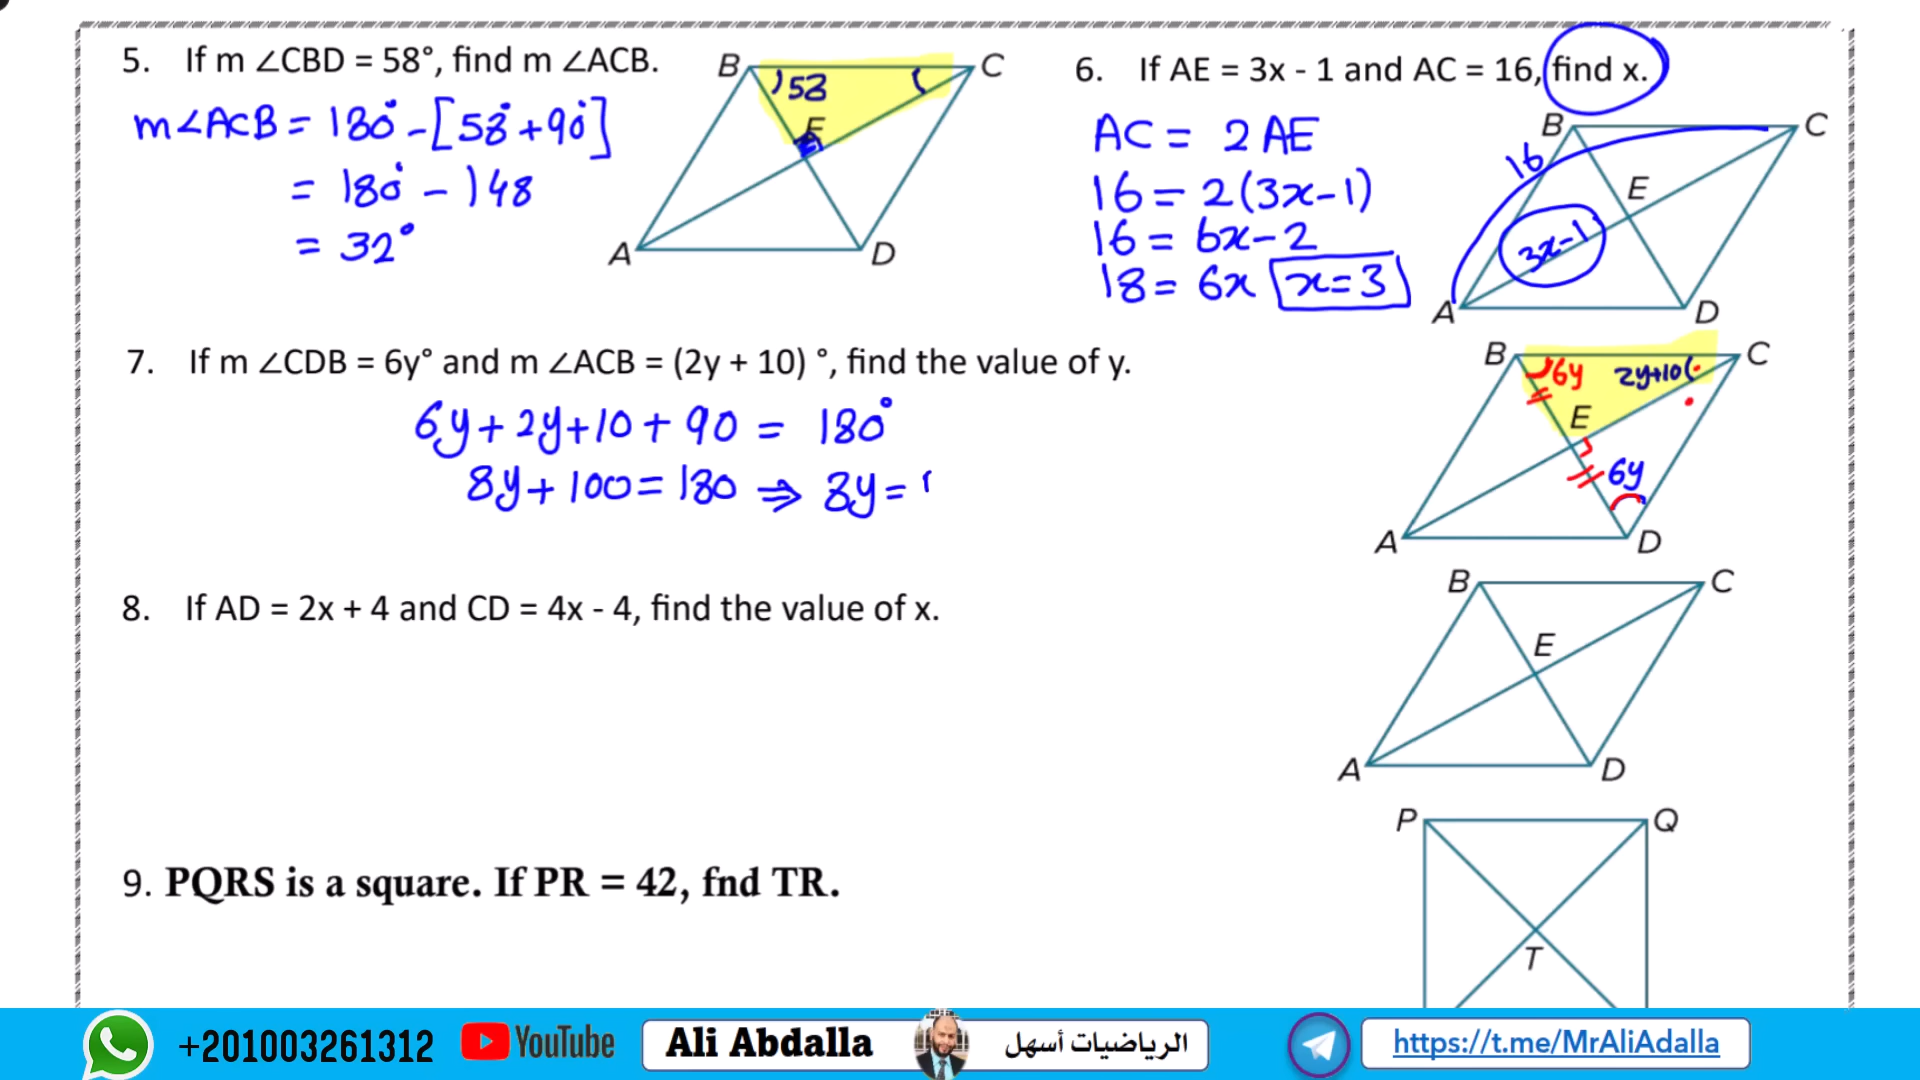 5. If m ∠CBD = 58°, find m ∠ACB.
m∠ACB = 180° - [58° + 90°]
= 180° - 148
= 32°
B
C
58
E
A
D
6. If AE = 3x - 1 and AC = 16, find x.
AC = 2 AE
16 = 2(3x-1)
16 = 6x-2
18 = 6x x=3
B
C
16
E
3x-1
A
D
7. If m ∠CDB = 6y° and m ∠ACB = (2y + 10) °, find the value of y.
6y + 2y + 10 + 90 = 180°
8y + 100 = 180 ⇒ 8y =
B
C
6y 2y+10
E
6y
A
D
8. If AD = 2x + 4 and CD = 4x - 4, find the value of x.
B
C
E
A
D
9. PQRS is a square. If PR = 42, fnd TR.
P
Q
T
+201003261312 YouTube Ali Abdalla الرياضيات أسهل https://t.me/MrAliAdalla